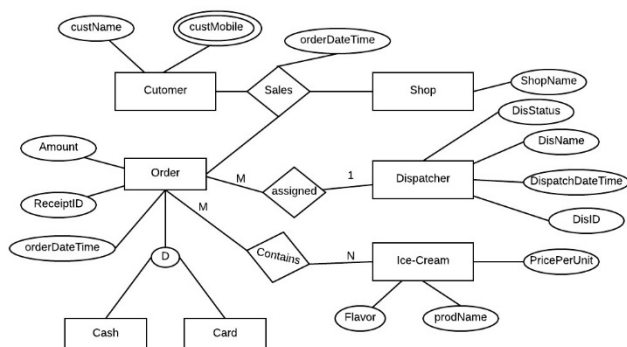 custName
custMobile
orderDateTime
Cutomer
Sales
Shop
ShopName
DisStatus
Amount
DisName
Order
M
assigned
1
Dispatcher
DispatchDateTime
ReceiptID
M
DisID
orderDateTime
D
Contains
N
Ice-Cream
PricePerUnit
Flavor
prodName
Cash
Card